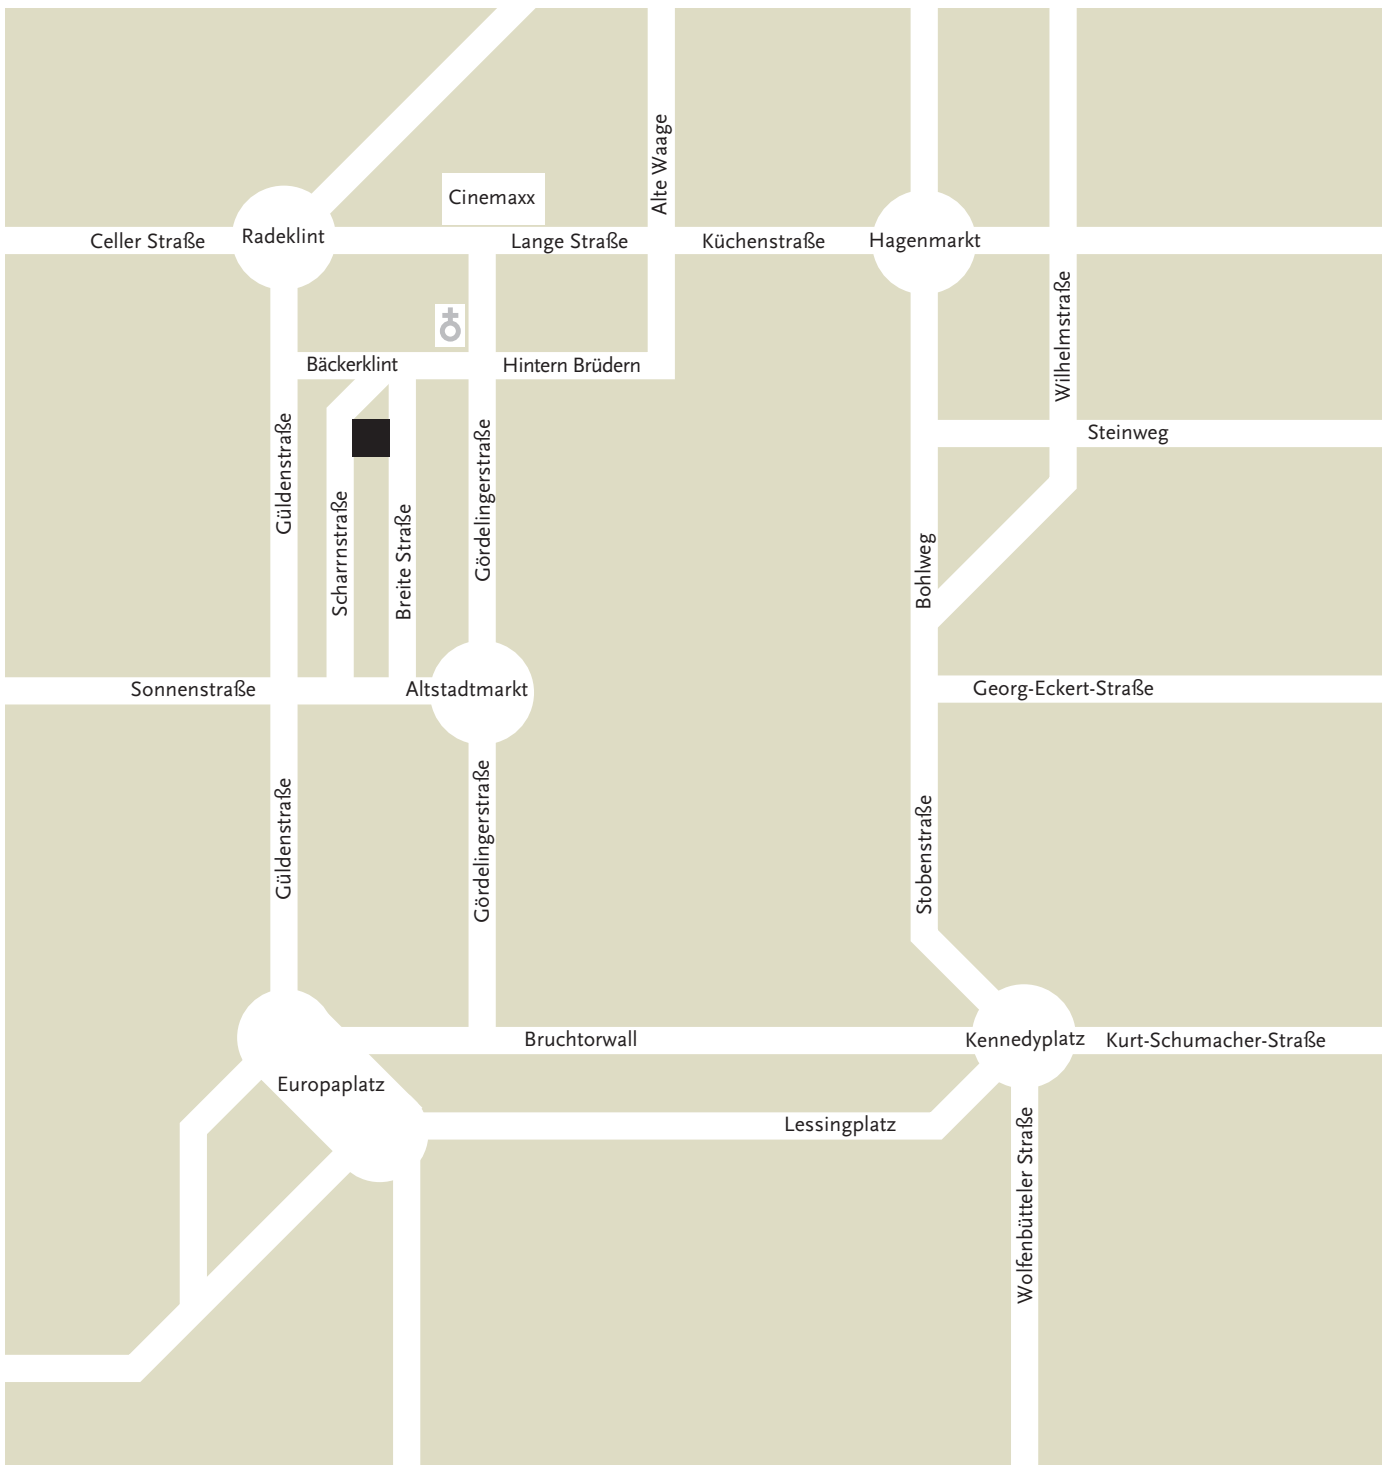 Alte Waage
Cinemaxx
Celler Straße
Radeklint
Lange Straße
Küchenstraße
Hagenmarkt
Wilhelmstraße
Bäckerklint
Hintern Brüdern
Güldenstraße
Scharrnstraße
Breite Straße
Gördelingerstraße
Steinweg
Bohlweg
Sonnenstraße
Altstadtmarkt
Georg-Eckert-Straße
Güldenstraße
Gördelingerstraße
Stobenstraße
Bruchtorwall
Kennedyplatz
Kurt-Schumacher-Straße
Europaplatz
Lessingplatz
Wolfenbütteler Straße